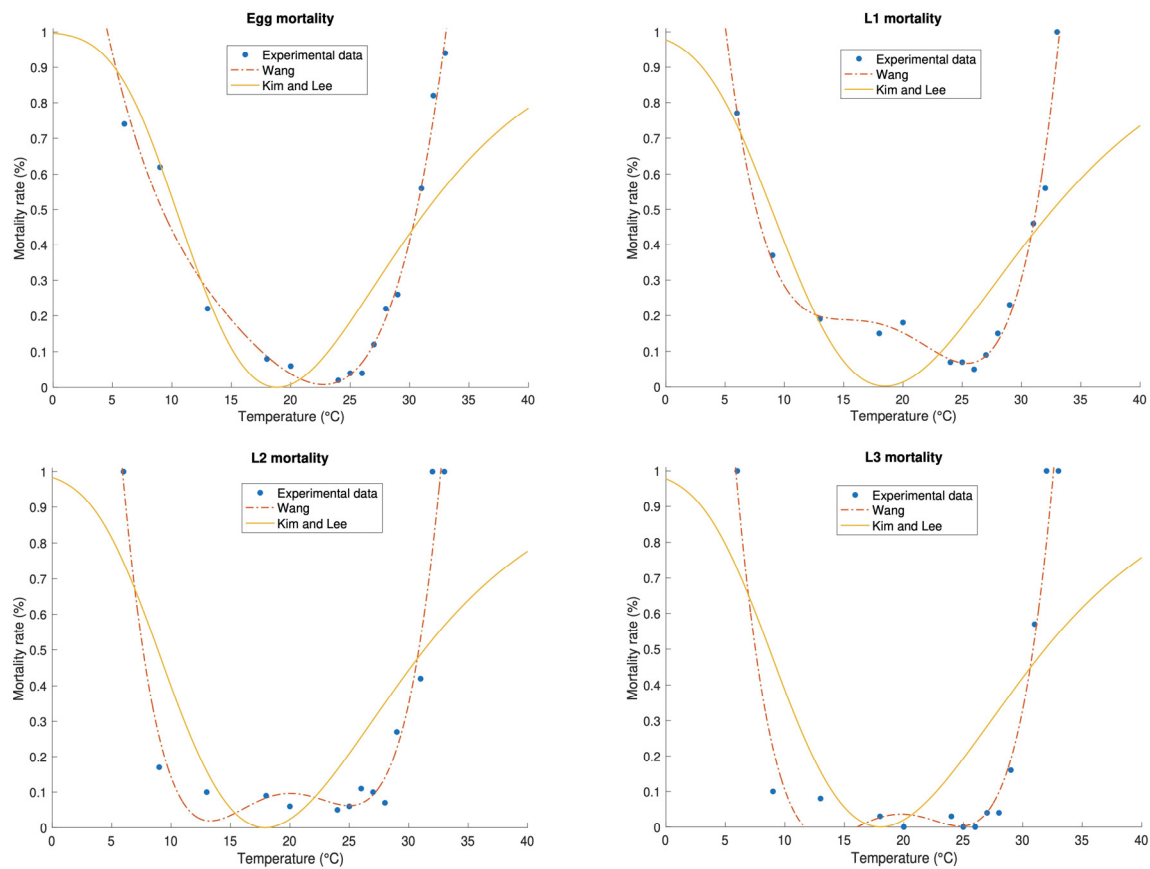 Egg mortality
Experimental data
Wang
Kim and Lee
Mortality rate (%)
1
0.9
0.8
0.7
0.6
0.5
0.4
0.3
0.2
0.1
0
0 5 10 15 20 25 30 35 40
Temperature (°C)
L1 mortality
Experimental data
Wang
Kim and Lee
Mortality rate (%)
1
0.9
0.8
0.7
0.6
0.5
0.4
0.3
0.2
0.1
0
0 5 10 15 20 25 30 35 40
Temperature (°C)
L2 mortality
Experimental data
Wang
Kim and Lee
Mortality rate (%)
1
0.9
0.8
0.7
0.6
0.5
0.4
0.3
0.2
0.1
0
0 5 10 15 20 25 30 35 40
Temperature (°C)
L3 mortality
Experimental data
Wang
Kim and Lee
Mortality rate (%)
1
0.9
0.8
0.7
0.6
0.5
0.4
0.3
0.2
0.1
0
0 5 10 15 20 25 30 35 40
Temperature (°C)